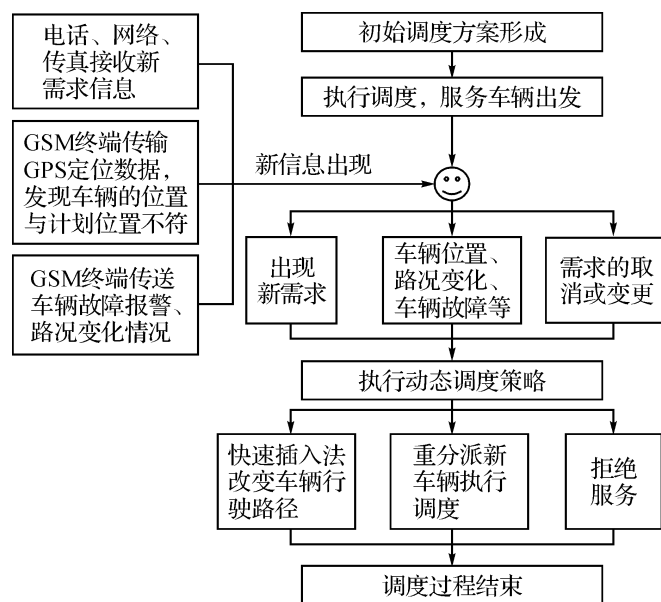 电话、网络、
传真接收新
需求信息
GSM终端传输
GPS定位数据，
发现车辆的位置
与计划位置不符
GSM终端传送
车辆故障报警、
路况变化情况
初始调度方案形成
执行调度，服务车辆出发
新信息出现
出现
新需求
车辆位置、
路况变化、
车辆故障等
需求的取
消或变更
执行动态调度策略
快速插入法
改变车辆行
驶路径
重分派新
车辆执行
调度
拒绝
服务
调度过程结束